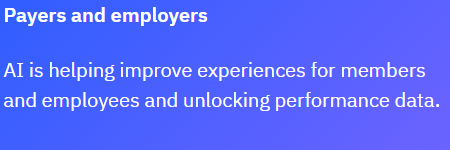 Payers and employers
AI is helping improve experiences for members
and employees and unlocking performance data.